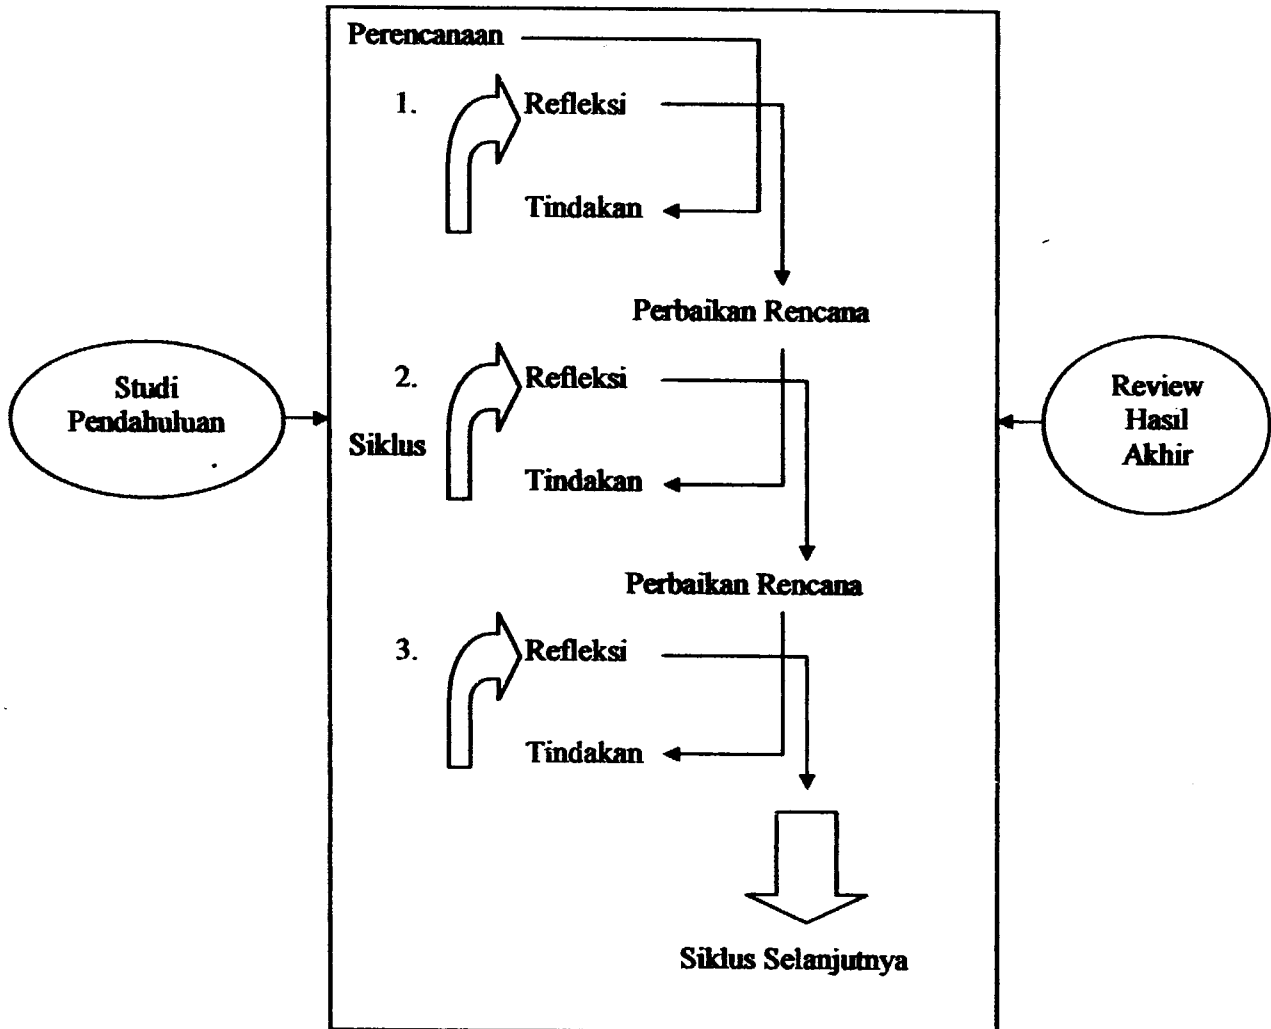 Perencanaan
1.
Refleksi
Tindakan
Perbaikan Rencana
Studi
Pendahuluan
2.
Refleksi
Siklus
Tindakan
Review
Hasil
Akhir
Perbaikan Rencana
3.
Refleksi
Tindakan
Siklus Selanjutnya